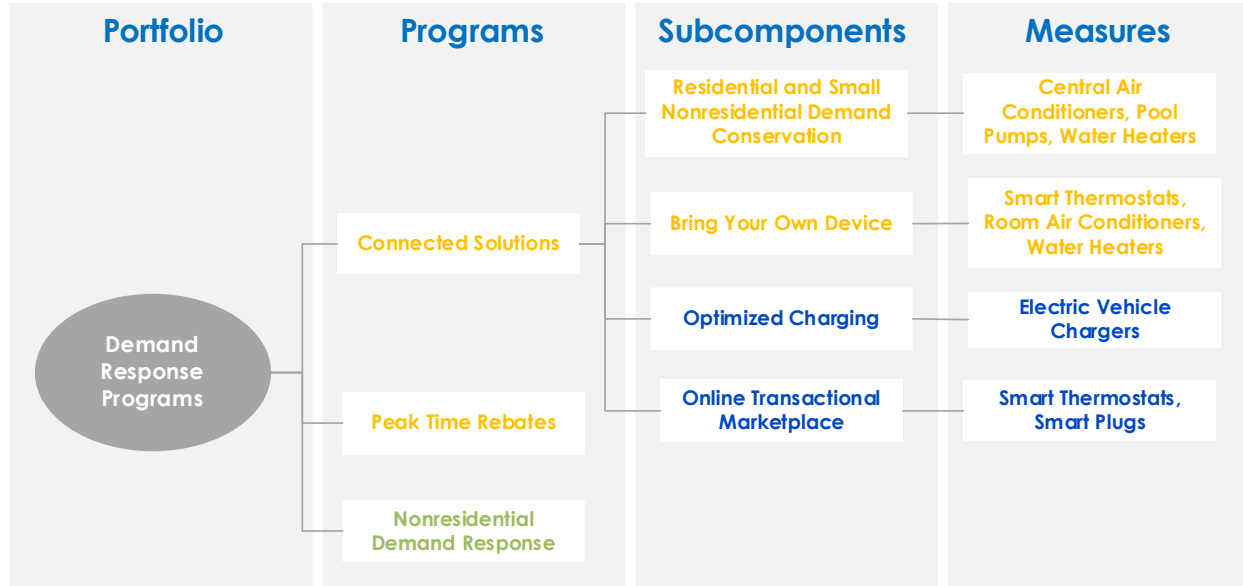 Portfolio
Programs
Subcomponents
Measures
Demand
Response
Programs
Connected Solutions
Peak Time Rebates
Nonresidential
Demand Response
Residential and Small
Nonresidential Demand
Conservation
Bring Your Own Device
Optimized Charging
Online Transactional
Marketplace
Central Air
Conditioners, Pool
Pumps, Water Heaters
Smart Thermostats,
Room Air Conditioners,
Water Heaters
Electric Vehicle
Chargers
Smart Thermostats,
Smart Plugs